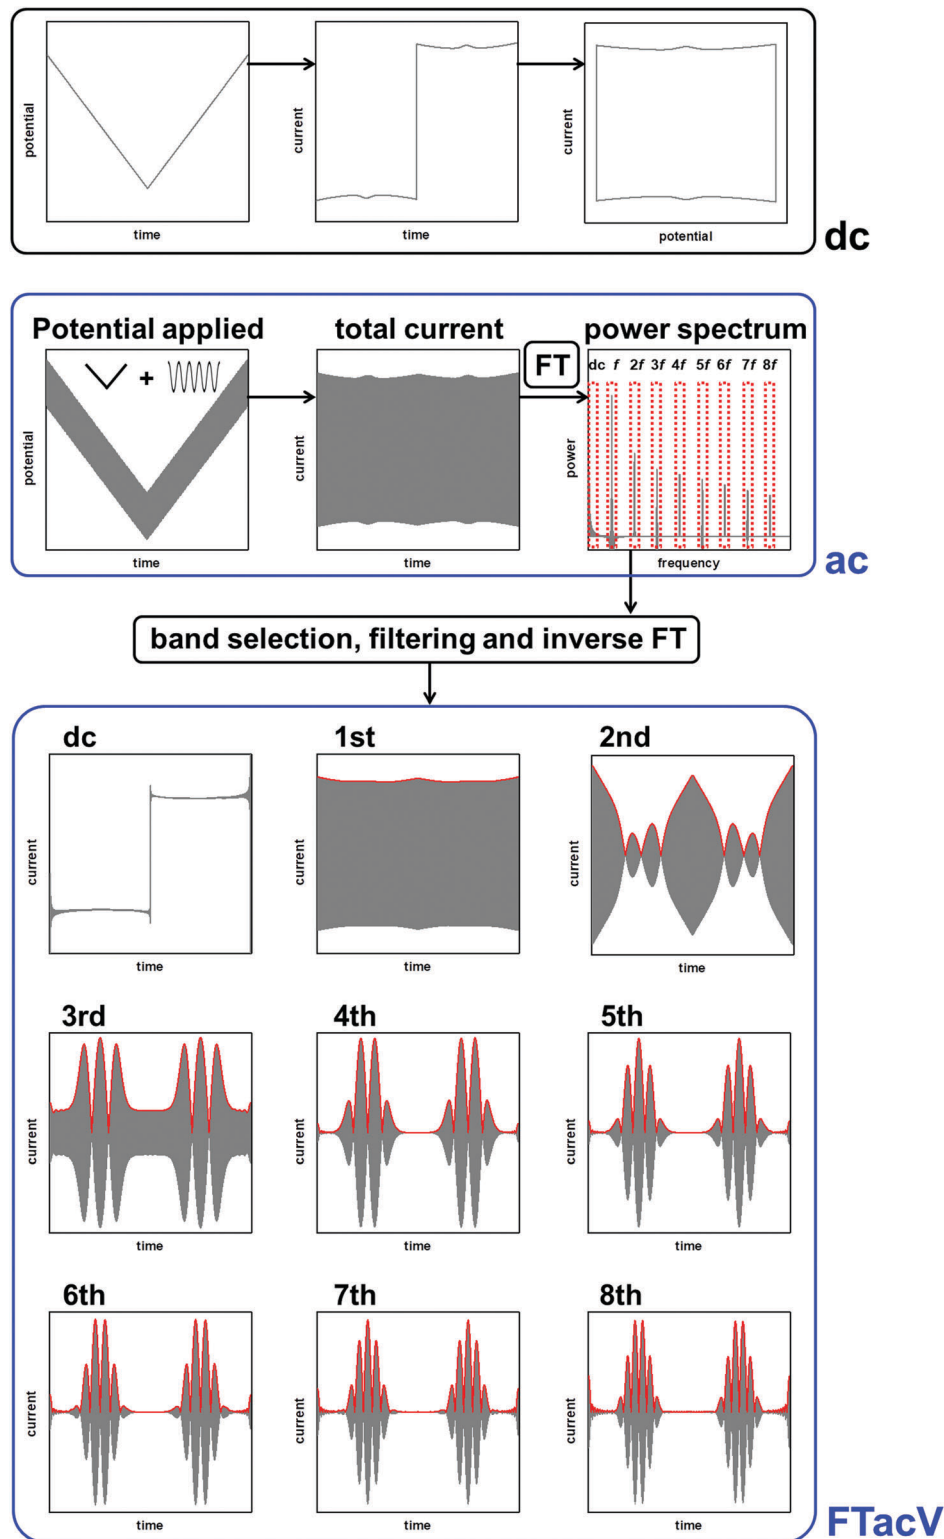 potential
time
current
time
current
potential
dc
Potential applied
total current
power spectrum
+
FT
dc f 2f 3f 4f 5f 6f 7f 8f
potential
time
current
time
power
frequency
ac
band selection, filtering and inverse FT
dc
1st
2nd
current
time
current
time
current
time
3rd
4th
5th
current
time
current
time
current
time
6th
7th
8th
current
time
current
time
current
time
FTacV